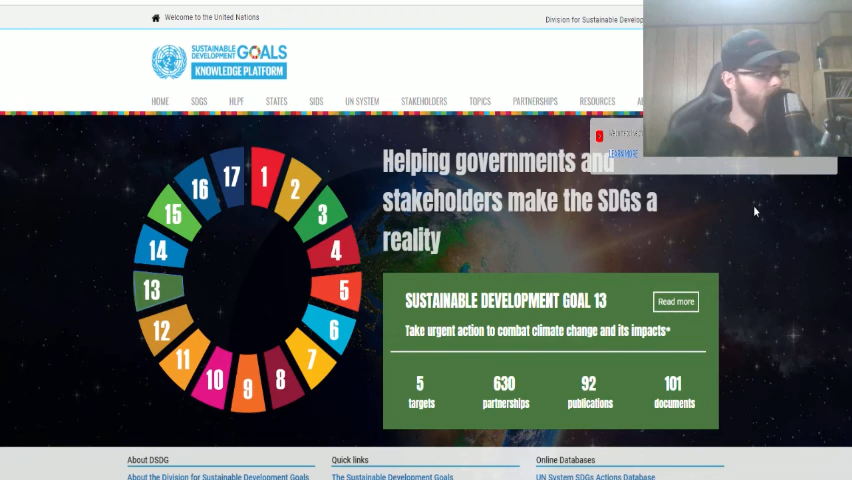 Welcome to the United Nations
Division for Sustainable Develop
SUSTAINABLE
DEVELOPMENT GOALS
KNOWLEDGE PLATFORM
HOME SDGS HLPF STATES SIDS UN SYSTEM STAKEHOLDERS TOPICS PARTNERSHIPS RESOURCES
LEARN MORE
Helping governments and
stakeholders make the SDGs a
reality
1
2
3
4
5
6
7
8
9
10
11
12
13
14
15
16
17
SUSTAINABLE DEVELOPMENT GOAL 13
Read more
Take urgent action to combat climate change and its impacts*
5 630 92 101
targets partnerships publications documents
About DSDG Quick links Online Databases
About the Division for Sustainable Development Goals The Sustainable Development Goals UN System SDGs Actions Database